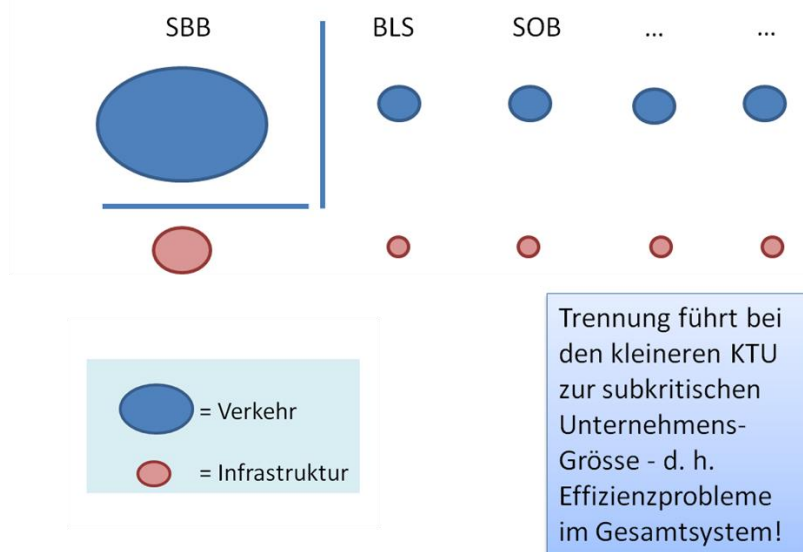 SBB BLS SOB ... ...
= Verkehr
= Infrastruktur
Trennung führt bei
den kleineren KTU
zur subkritischen
Unternehmens-
Grösse - d. h.
Effizienzprobleme
im Gesamtsystem!